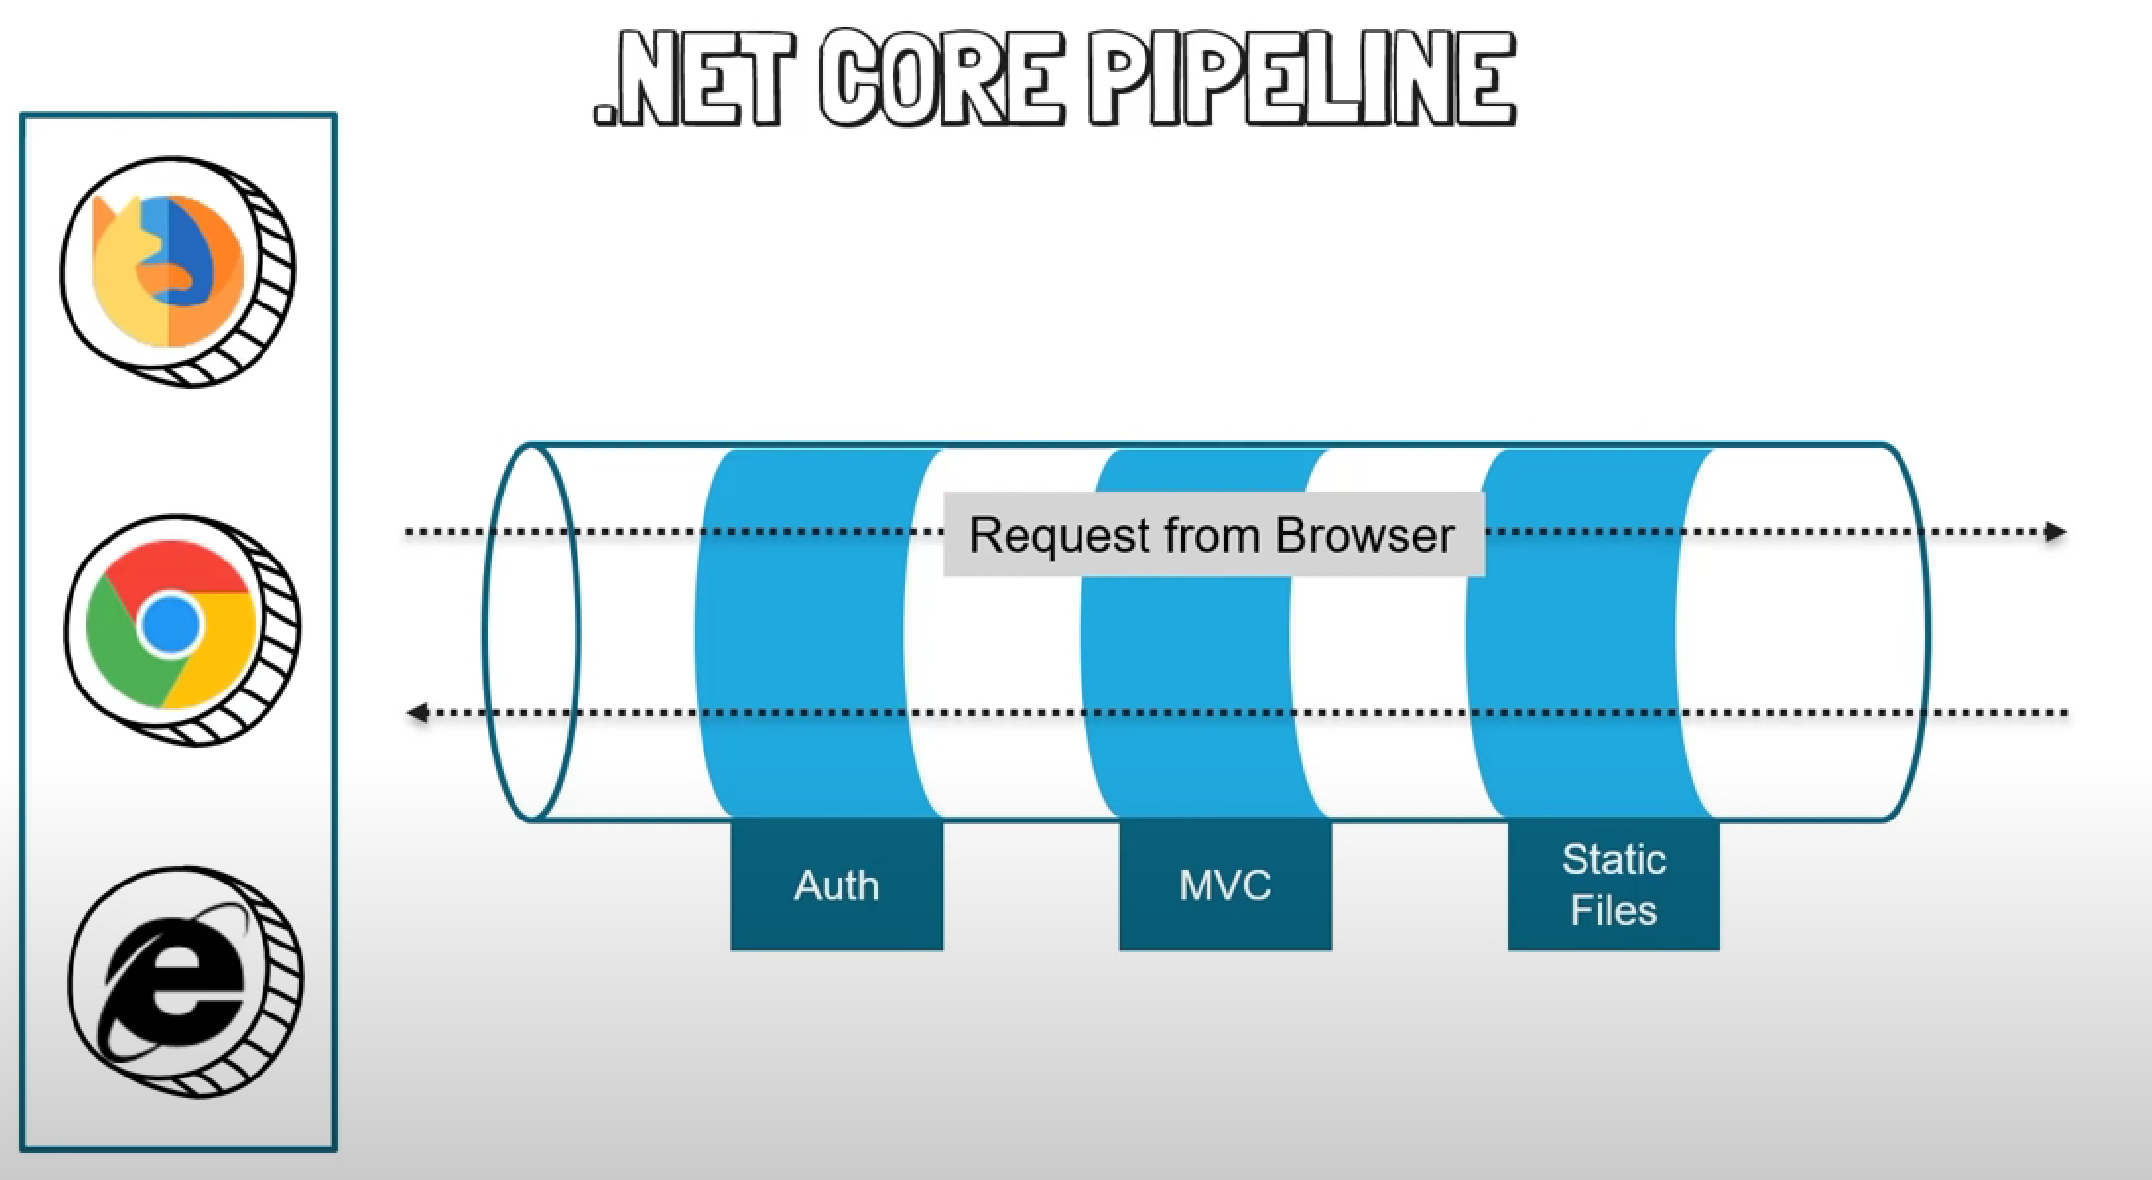 .NET CORE PIPELINE
Request from Browser
Auth
MVC
Static
Files